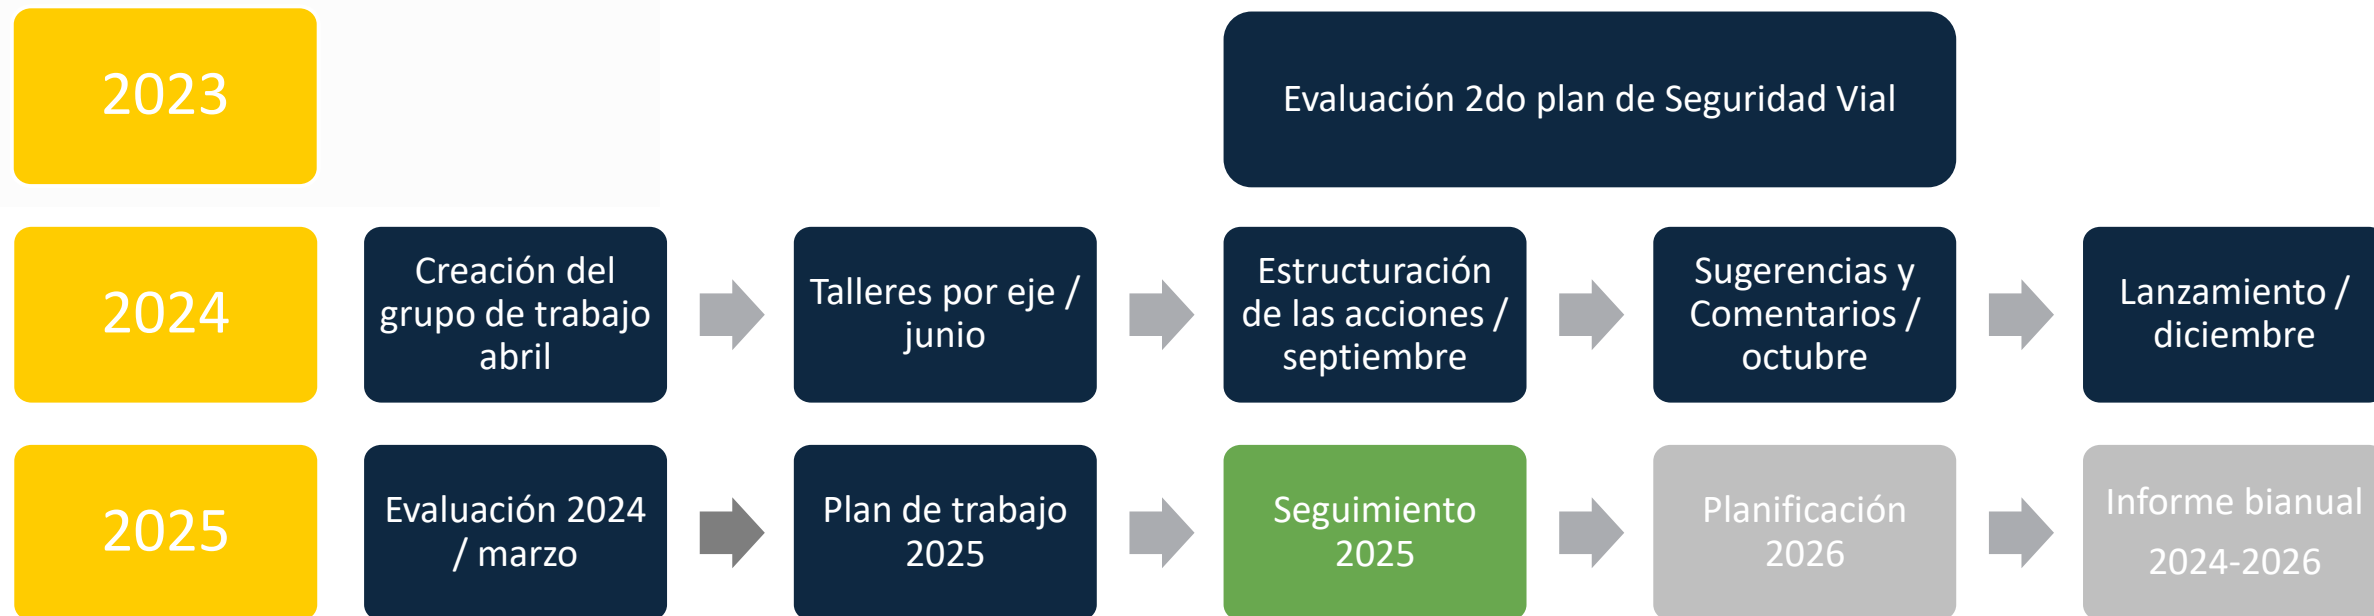 2023
Evaluación 2do plan de Seguridad Vial
2024
Creación del
grupo de trabajo
abril
Talleres por eje /
junio
Estructuración
de las acciones /
septiembre
Sugerencias y
Comentarios /
octubre
Lanzamiento /
diciembre
2025
Evaluación 2024
/ marzo
Plan de trabajo
2025
Seguimiento
2025
Planificación
2026
Informe bianual
2024-2026